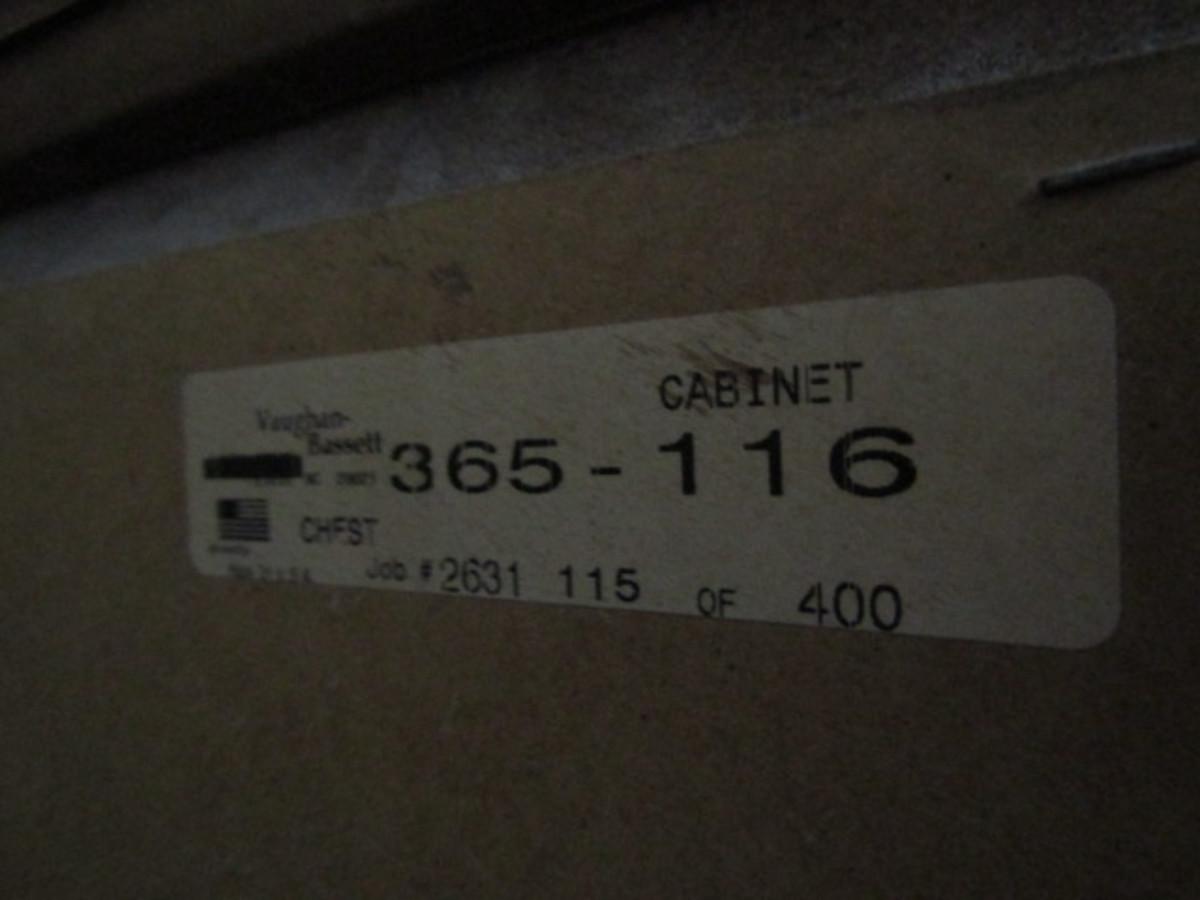 CABINET
Vaughan-
Bassett
365-116
CHEST
Job #2631 115 OF 400